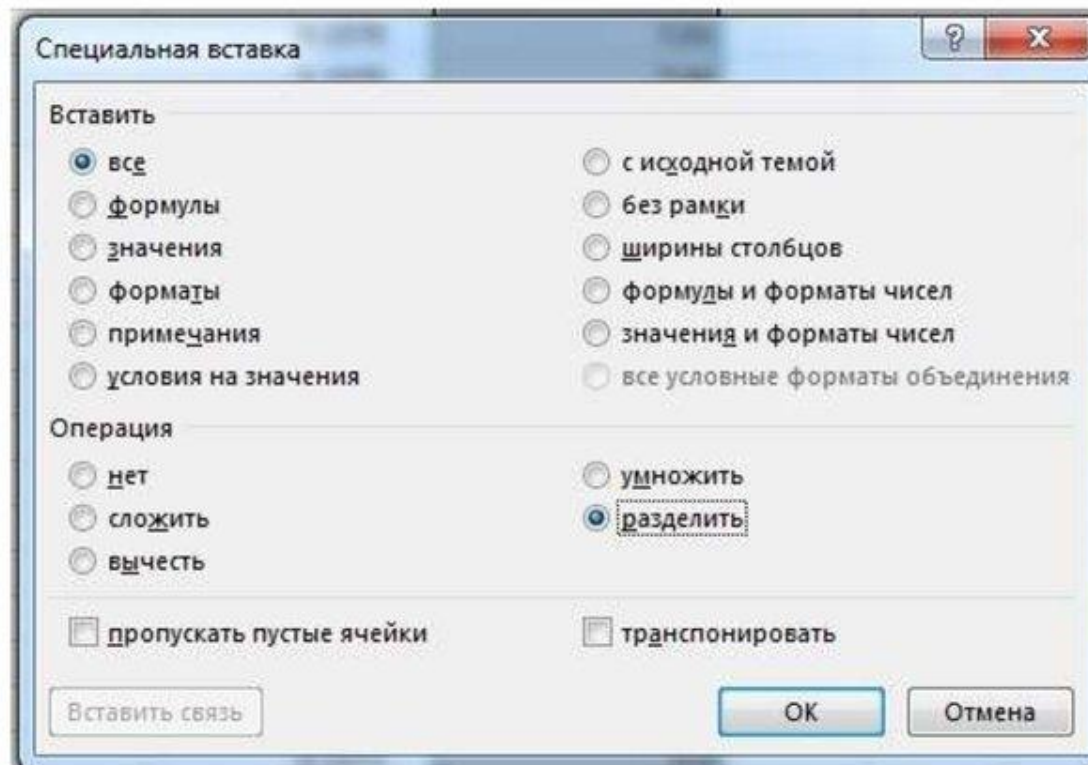 Специальная вставка
Вставить
все
формулы
значения
форматы
примечания
условия на значения
с исходной темой
без рамки
ширины столбцов
формулы и форматы чисел
значения и форматы чисел
все условные форматы объединения
Операция
нет
сложить
вычесть
умножить
разделить
пропускать пустые ячейки
транспонировать
Вставить связь
ОК
Отмена